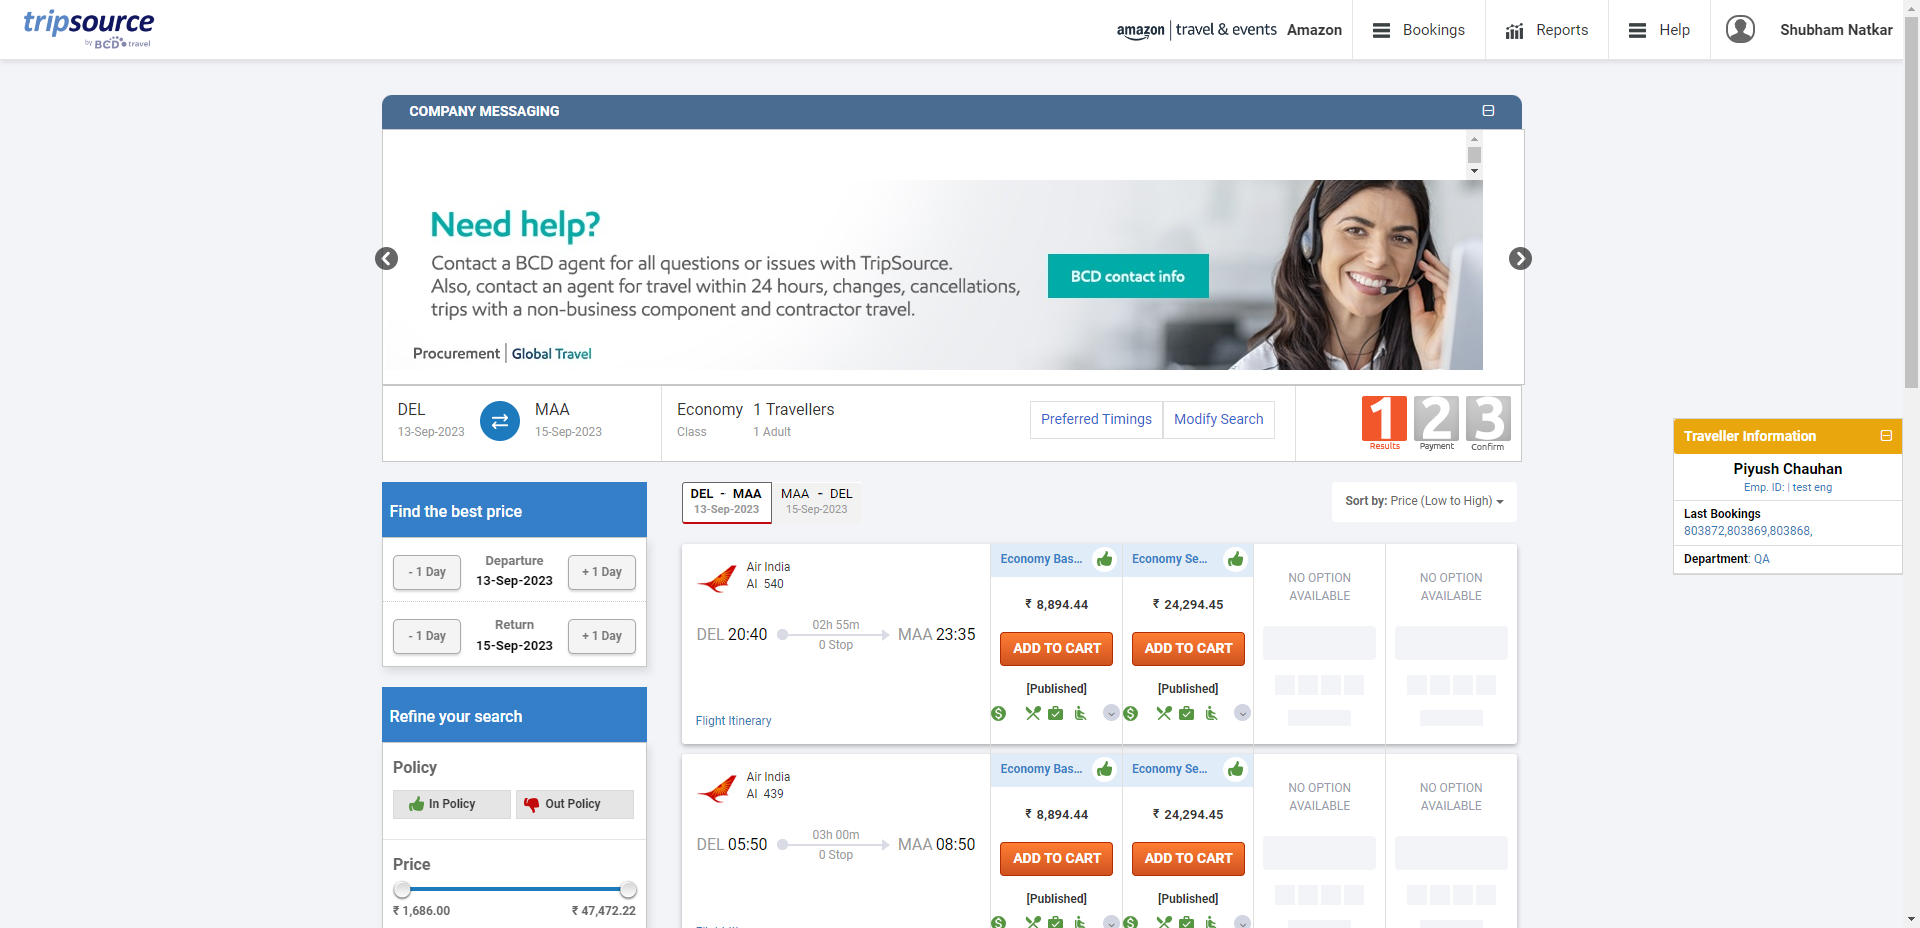 tripsource
by BCD travel
amazon | travel & events Amazon
Bookings
Reports
Help
Shubham Natkar
COMPANY MESSAGING
Need help?
Contact a BCD agent for all questions or issues with TripSource.
Also, contact an agent for travel within 24 hours, changes, cancellations,
trips with a non-business component and contractor travel.
BCD contact info
Procurement | Global Travel
DEL
13-Sep-2023
MAA
15-Sep-2023
Economy
Class
1 Travellers
1 Adult
Preferred Timings
Modify Search
1
Results
2
Payment
3
Confirm
Traveller Information
Piyush Chauhan
Emp. ID: | test eng
Last Bookings
803872,803869,803868,
Department: QA
Find the best price
- 1 Day
Departure
13-Sep-2023
+ 1 Day
- 1 Day
Return
15-Sep-2023
+ 1 Day
Refine your search
Policy
In Policy
Out Policy
Price
₹ 1,686.00
₹ 47,472.22
DEL - MAA
13-Sep-2023
MAA - DEL
15-Sep-2023
Sort by: Price (Low to High)
Air India
AI 540
DEL 20:40
02h 55m
0 Stop
MAA 23:35
Flight Itinerary
Economy Bas...
₹ 8,894.44
ADD TO CART
[Published]
Economy Se...
₹ 24,294.45
ADD TO CART
[Published]
NO OPTION
AVAILABLE
NO OPTION
AVAILABLE
Air India
AI 439
DEL 05:50
03h 00m
0 Stop
MAA 08:50
Economy Bas...
₹ 8,894.44
ADD TO CART
[Published]
Economy Se...
₹ 24,294.45
ADD TO CART
[Published]
NO OPTION
AVAILABLE
NO OPTION
AVAILABLE